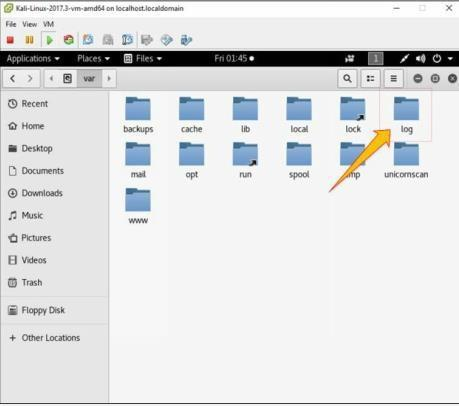 Kali-Linux-2017.3-vm-amd64 on localhost.localdomain
File View VM
Applications Places Files Fri 01:45 1
var
Recent
Home
Desktop
Documents
Downloads
Music
Pictures
Videos
Trash
Floppy Disk
+ Other Locations
backups cache lib local lock log
mail opt run spool unicornscan
www